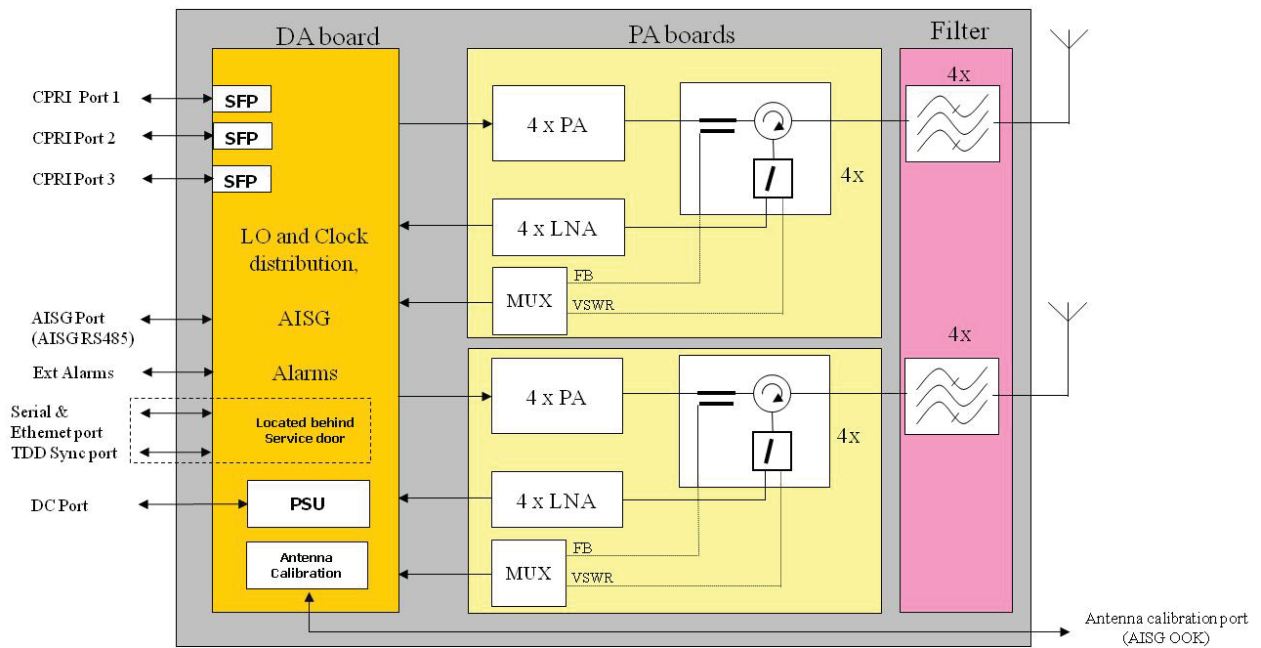 DA board
PA boards
Filter
CPRI Port 1
CPRI Port 2
CPRI Port 3
SFP
SFP
SFP
LO and Clock
distribution,
AISG
Alarms
AISG Port
(AISG RS485)
Ext Alarms
Serial &
Ethernet port
TDD Sync port
Located behind
Service door
DC Port
PSU
Antenna
Calibration
4 x PA
4x
4 x LNA
MUX
FB
VSWR
4 x PA
4x
4 x LNA
MUX
FB
VSWR
4x
4x
Antenna calibration port
(AISG OOK)